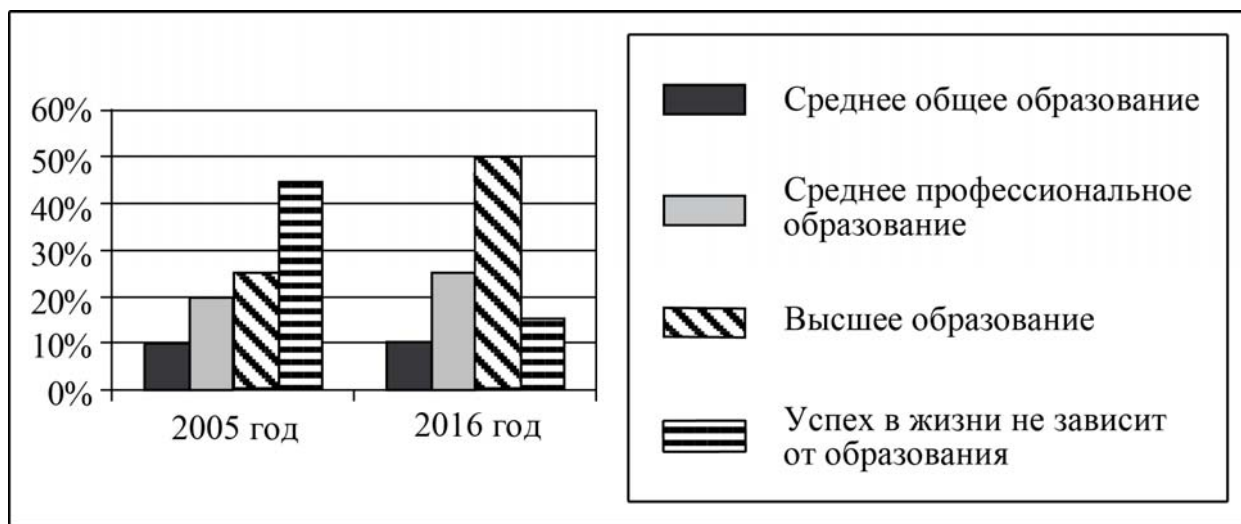 60%
50%
40%
30%
20%
10%
0%
2005 год
2016 год
Среднее общее образование
Среднее профессиональное
образование
Высшее образование
Успех в жизни не зависит
от образования